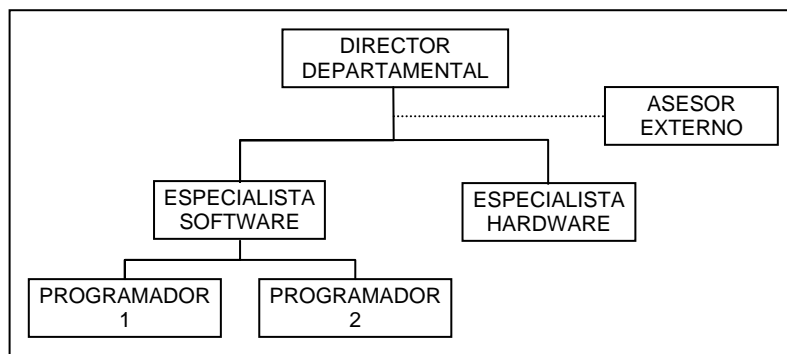 DIRECTOR
DEPARTAMENTAL
ASESOR
EXTERNO
ESPECIALISTA
SOFTWARE
ESPECIALISTA
HARDWARE
PROGRAMADOR
1
PROGRAMADOR
2